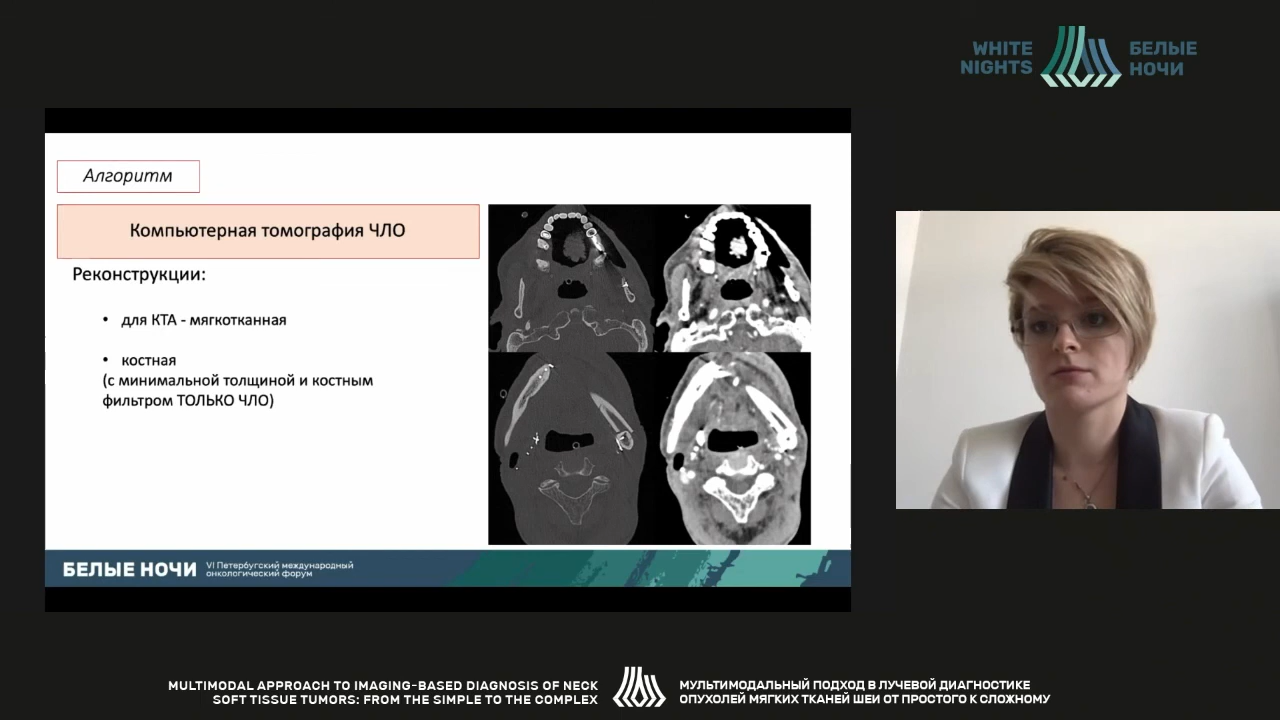 WHITE
NIGHTS
БЕЛЫЕ
НОЧИ
Алгоритм
Компьютерная томография ЧЛО
Реконструкции:
• для КТА - мягкотканная
• костная
(с минимальной толщиной и костным
фильтром ТОЛЬКО ЧЛО)
БЕЛЫЕ НОЧИ
VI Петербугский международный
онкологический форум
MULTIMODAL APPROACH TO IMAGING-BASED DIAGNOSIS OF NECK
SOFT TISSUE TUMORS: FROM THE SIMPLE TO THE COMPLEX
МУЛЬТИМОДАЛЬНЫЙ ПОДХОД В ЛУЧЕВОЙ ДИАГНОСТИКЕ
ОПУХОЛЕЙ МЯГКИХ ТКАНЕЙ ШЕИ ОТ ПРОСТОГО К СЛОЖНОМУ